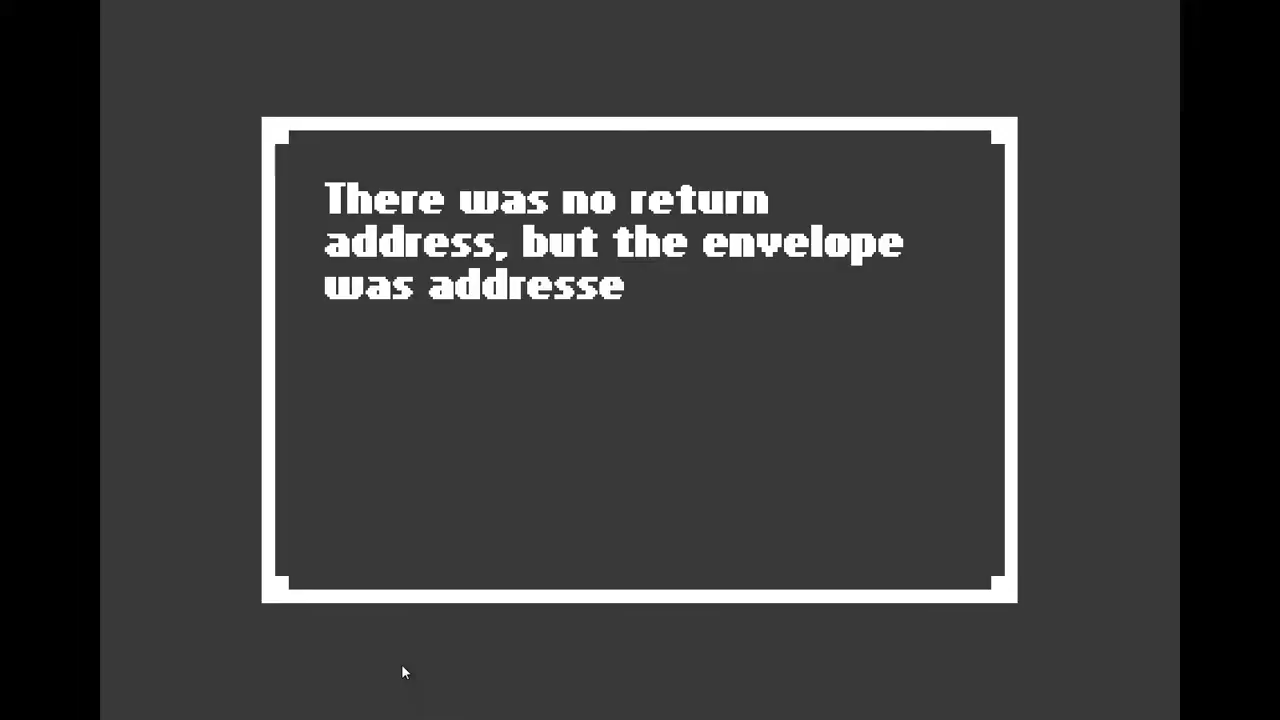 There was no return
address, but the envelope
was addresse